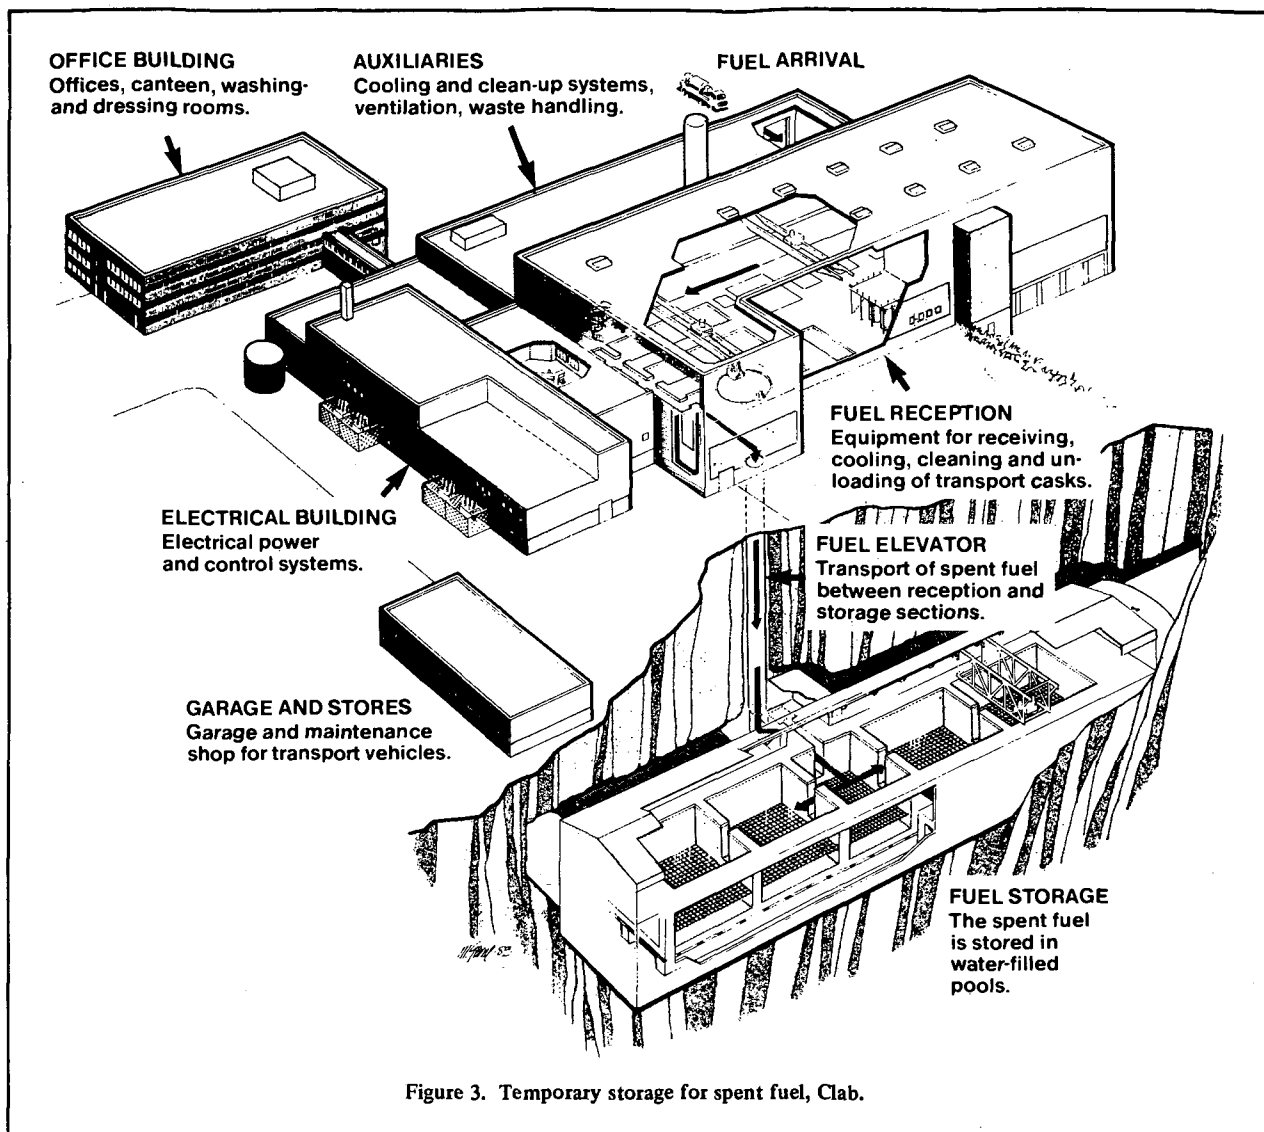 OFFICE BUILDING
Offices, canteen, washing-
and dressing rooms.
AUXILIARIES
Cooling and clean-up systems,
ventilation, waste handling.
FUEL ARRIVAL
FUEL RECEPTION
Equipment for receiving,
cooling, cleaning and un-
loading of transport casks.
ELECTRICAL BUILDING
Electrical power
and control systems.
FUEL ELEVATOR
Transport of spent fuel
between reception and
storage sections.
GARAGE AND STORES
Garage and maintenance
shop for transport vehicles.
FUEL STORAGE
The spent fuel
is stored in
water-filled
pools.
Figure 3. Temporary storage for spent fuel, Clab.